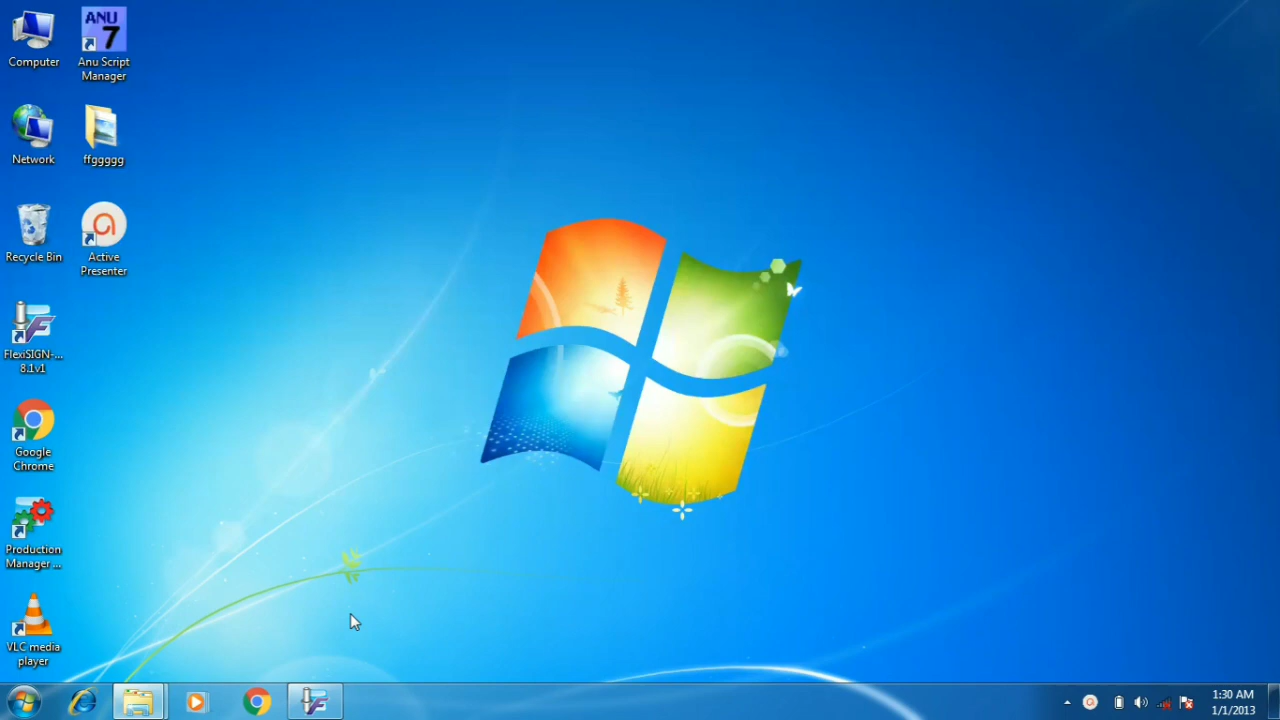 Computer
ANU
7
Anu Script
Manager
Network
ffggggg
Recycle Bin
Active
Presenter
FlexiSIGN-...
8.1v1
Google
Chrome
Production
Manager ...
VLC media
player
1:30 AM
1/1/2013